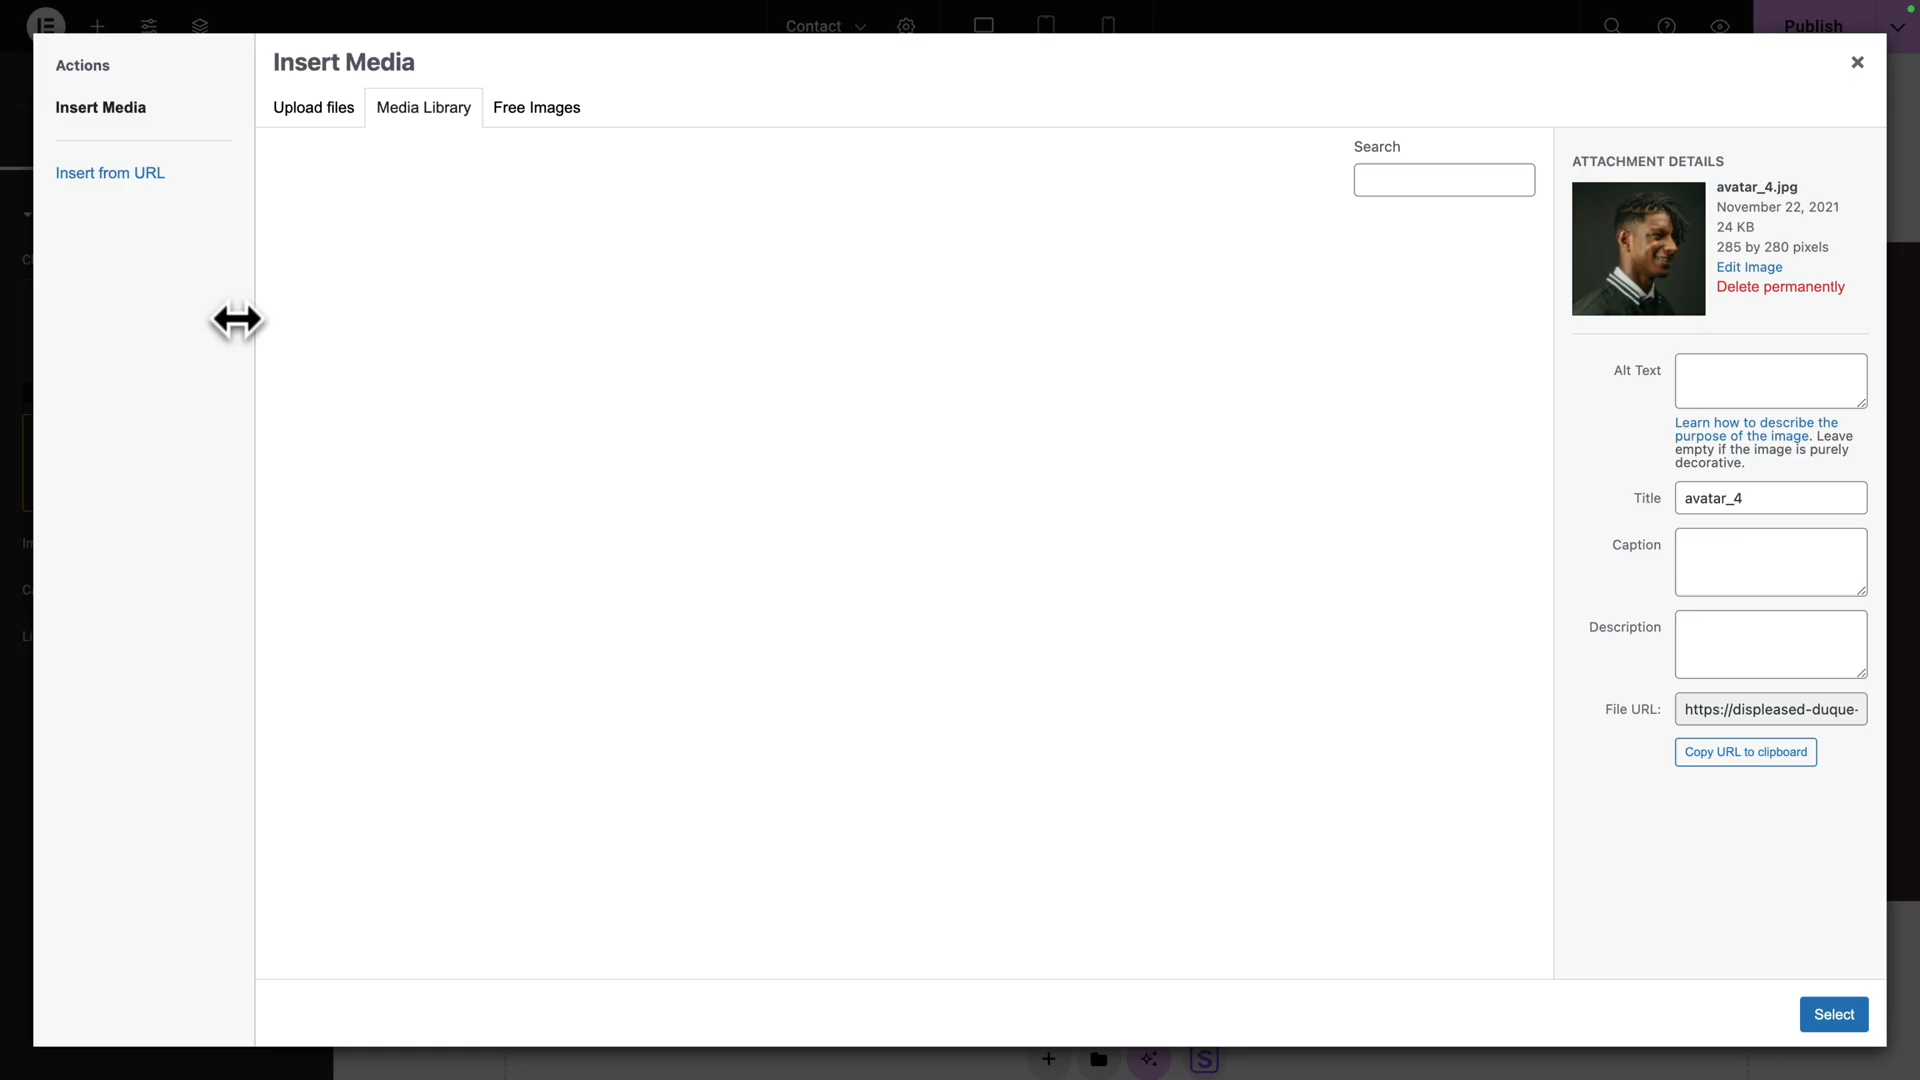 Contact
Publish
Actions
Insert Media
Insert from URL
Insert Media
Upload files
Media Library
Free Images
Search
ATTACHMENT DETAILS
avatar_4.jpg
November 22, 2021
24 KB
285 by 280 pixels
Edit Image
Delete permanently
Alt Text
Learn how to describe the
purpose of the image. Leave
empty if the image is purely
decorative.
Title
avatar_4
Caption
Description
File URL:
https://displeased-duque-
Copy URL to clipboard
Select